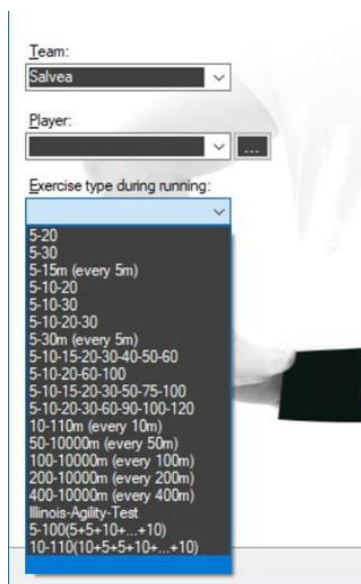 Team:
Salvea
Player:
...
Exercise type during running:
5-20
5-30
5-15m (every 5m)
5-10-20
5-10-30
5-10-20-30
5-30m (every 5m)
5-10-15-20-30-40-50-60
5-10-20-60-100
5-10-15-20-30-50-75-100
5-10-20-30-60-90-100-120
10-110m (every 10m)
50-10000m (every 50m)
100-10000m (every 100m)
200-10000m (every 200m)
400-10000m (every 400m)
Illinois-Agility-Test
5-100(5+5+10+...+10)
10-110(10+5+5+10+...+10)